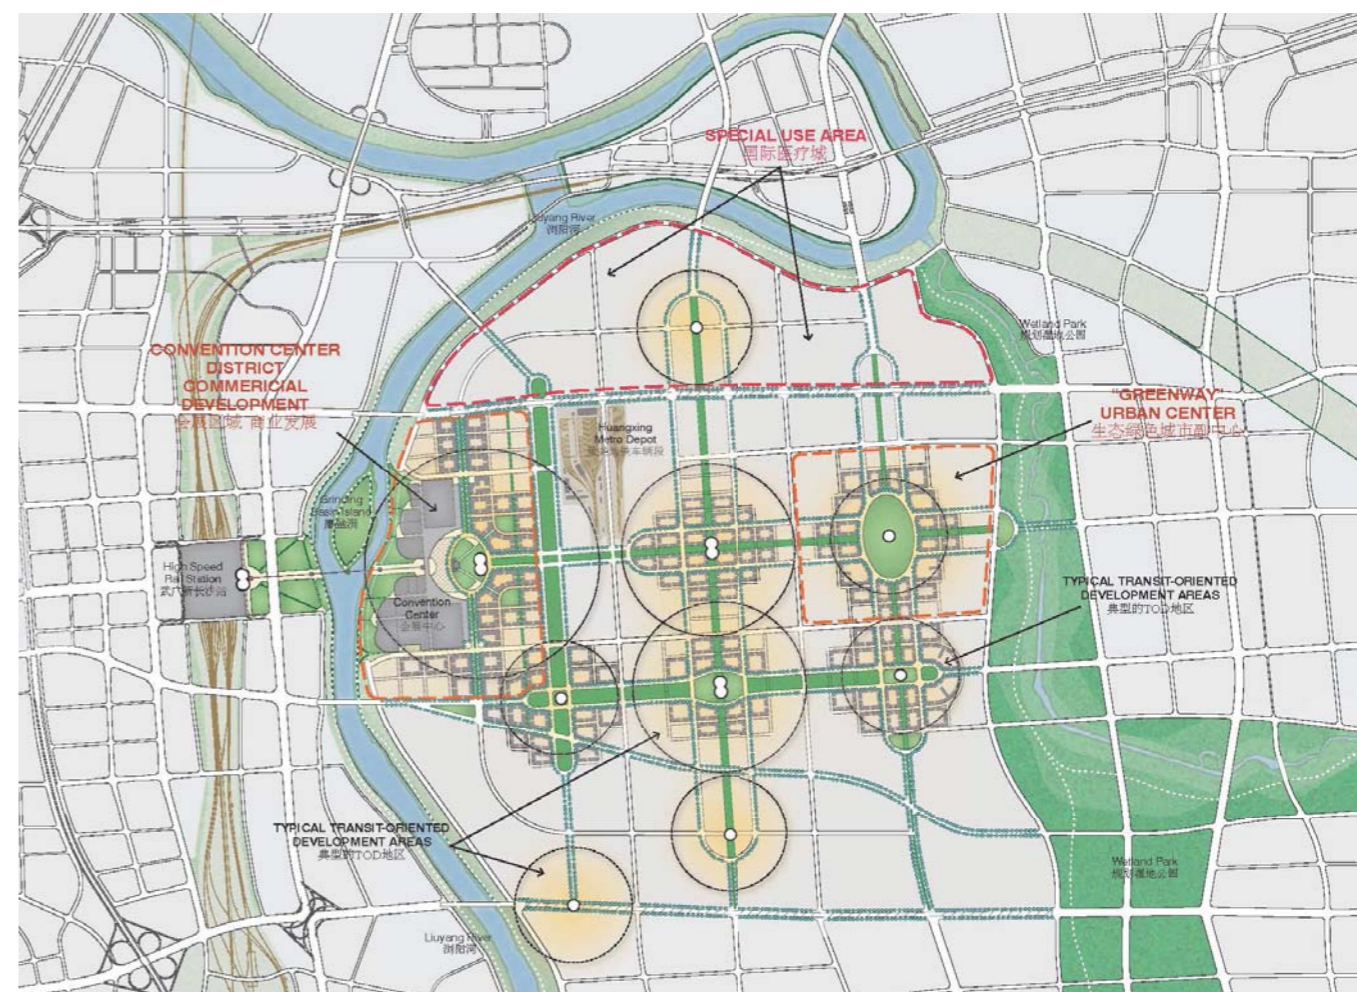 SPECIAL USE AREA
国际医疗城
Liuyang River
浏阳河
Wetland Park
规划湿地公园
CONVENTION CENTER
DISTRICT
COMMERICIAL
DEVELOPMENT
会展区域 商业发展
"GREENWAY"
URBAN CENTER
生态绿色城市副中心
Huangxing
Metro Depot
Grinding
Basin Island
High Speed
Rail Station
武广新长沙站
Convention
Center
会展中心
TYPICAL TRANSIT-ORIENTED
DEVELOPMENT AREAS
典型的TOD地区
TYPICAL TRANSIT-ORIENTED
DEVELOPMENT AREAS
典型的TOD地区
Wetland Park
规划湿地公园
Liuyang River
浏阳河